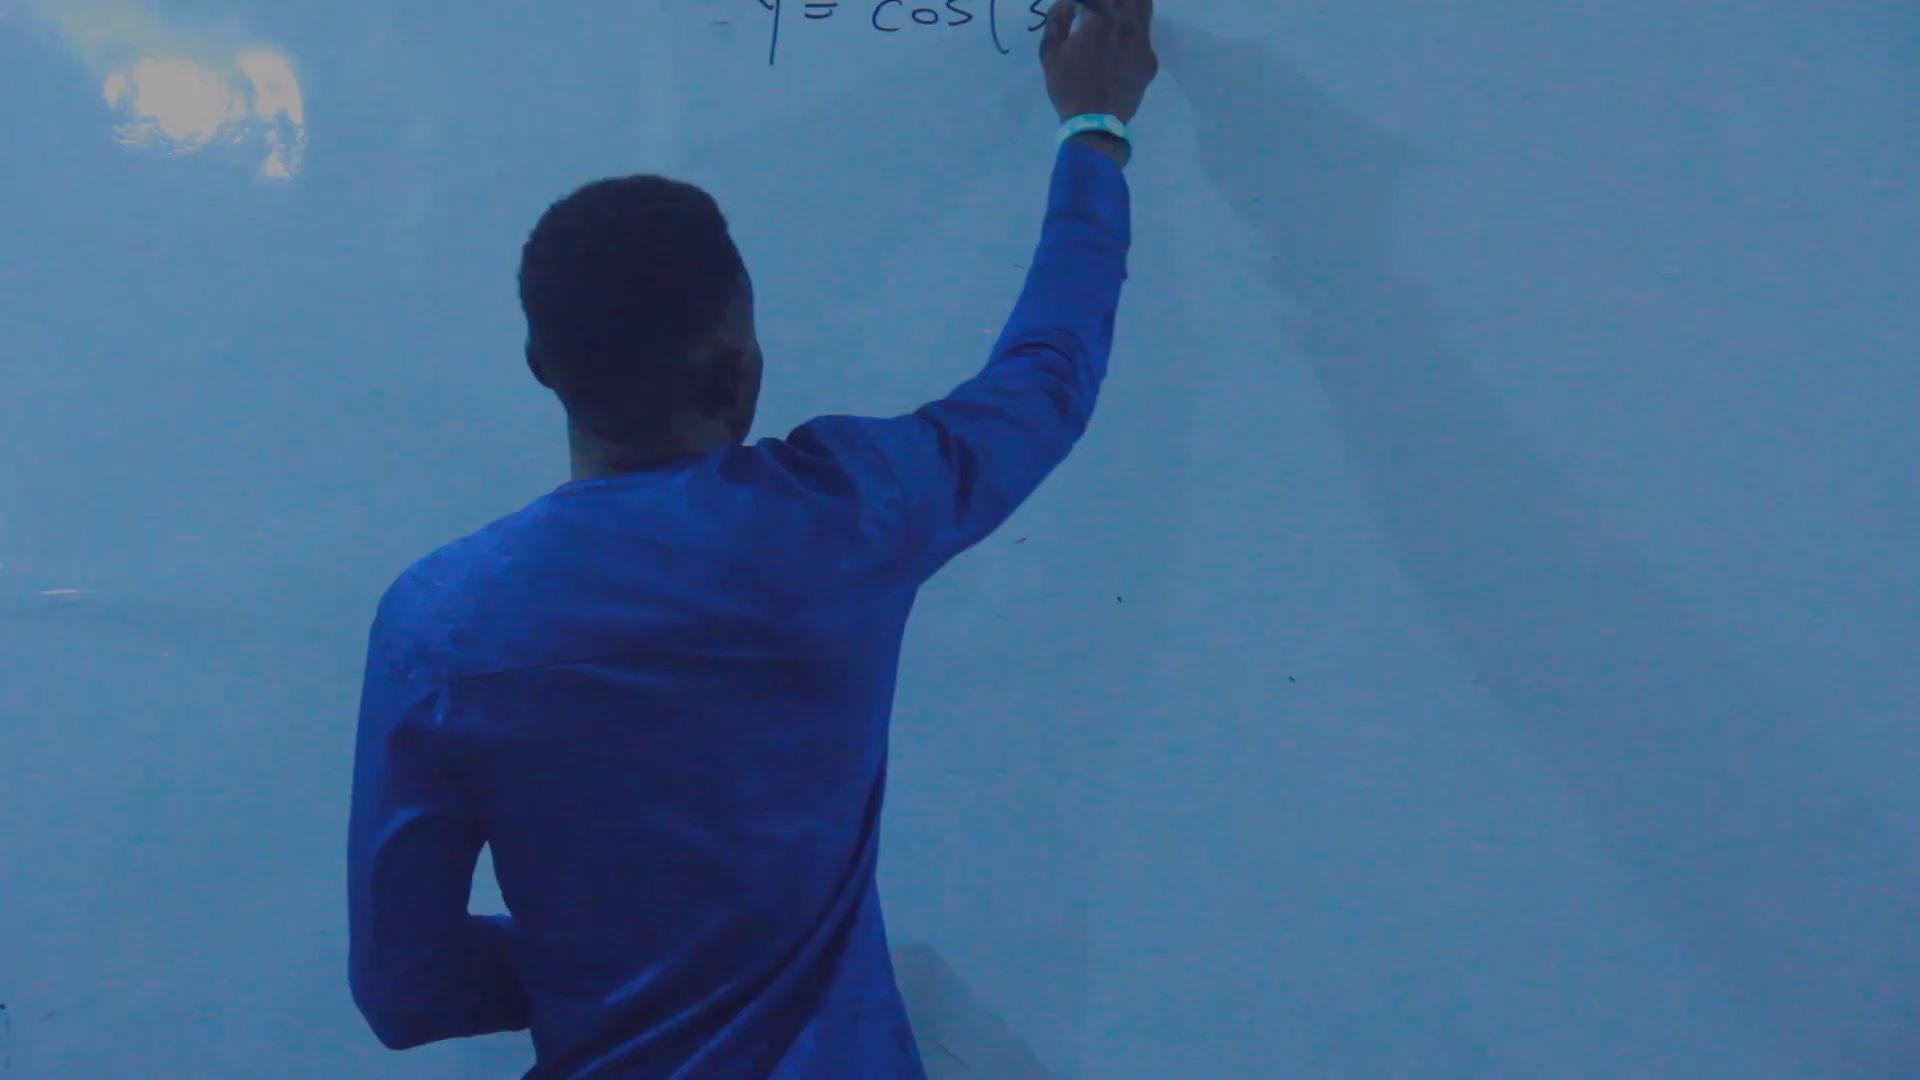 y = cos(s